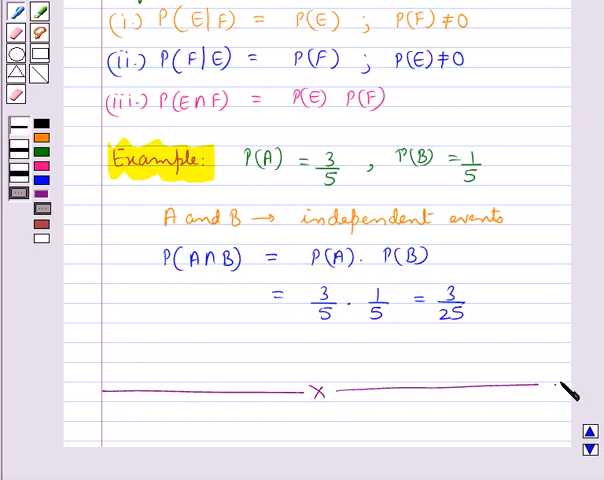 (i.) P(E|F) = P(E) ; P(F) ≠ 0
(ii.) P(F|E) = P(F) ; P(E) ≠ 0
(iii.) P(E∩F) = P(E) P(F)
Example: P(A) = 3/5 , P(B) = 1/5
A and B → independent events
P(A∩B) = P(A). P(B)
= 3/5 . 1/5 = 3/25
x